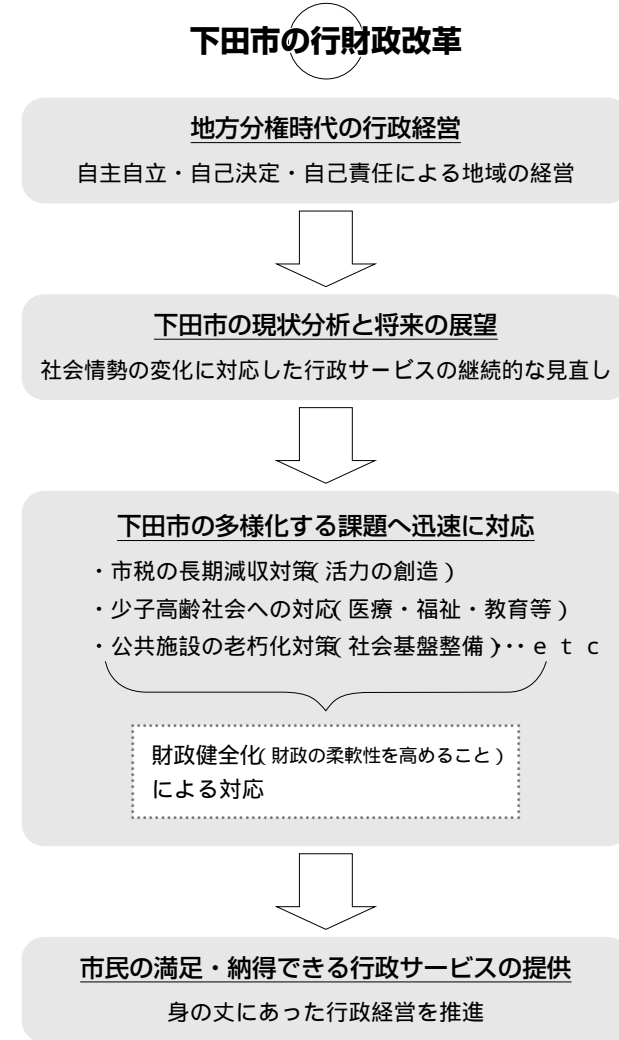 下田市の行財政改革
地方分権時代の行政経営
自主自立・自己決定・自己責任による地域の経営
下田市の現状分析と将来の展望
社会情勢の変化に対応した行政サービスの継続的な見直し
下田市の多様化する課題へ迅速に対応
・市税の長期減収対策(活力の創造)
・少子高齢社会への対応(医療・福祉・教育等)
・公共施設の老朽化対策(社会基盤整備)・・・ｅｔｃ
財政健全化(財政の柔軟性を高めること)
による対応
市民の満足・納得できる行政サービスの提供
身の丈にあった行政経営を推進